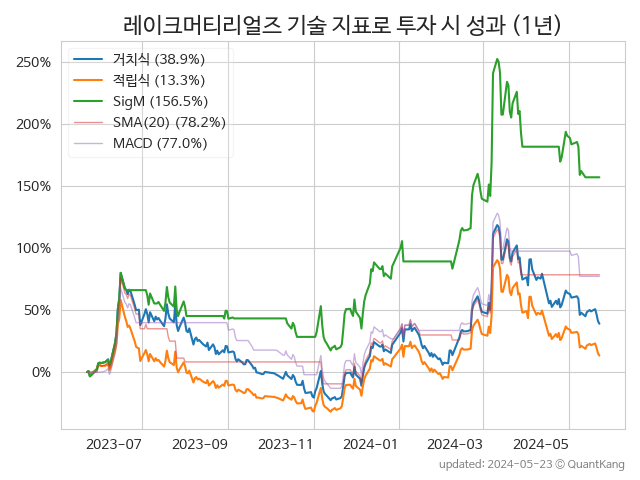 레이크머티리얼즈 기술 지표로 투자 시 성과 (1년)
거치식 (38.9%)
적립식 (13.3%)
SigM (156.5%)
SMA(20) (78.2%)
MACD (77.0%)
250%
200%
150%
100%
50%
0%
2023-07 2023-09 2023-11 2024-01 2024-03 2024-05
updated: 2024-05-23 ⓒ QuantKang